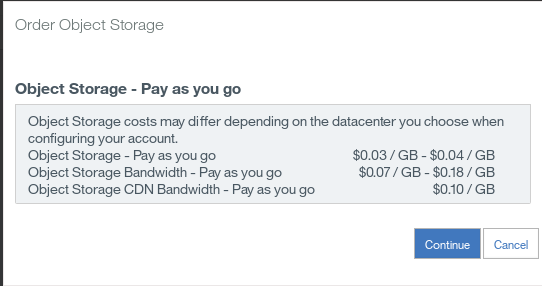 Order Object Storage
Object Storage - Pay as you go
Object Storage costs may differ depending on the datacenter you choose when
configuring your account.
Object Storage - Pay as you go $0.03 / GB - $0.04 / GB
Object Storage Bandwidth - Pay as you go $0.07 / GB - $0.18 / GB
Object Storage CDN Bandwidth - Pay as you go $0.10 / GB
Continue Cancel